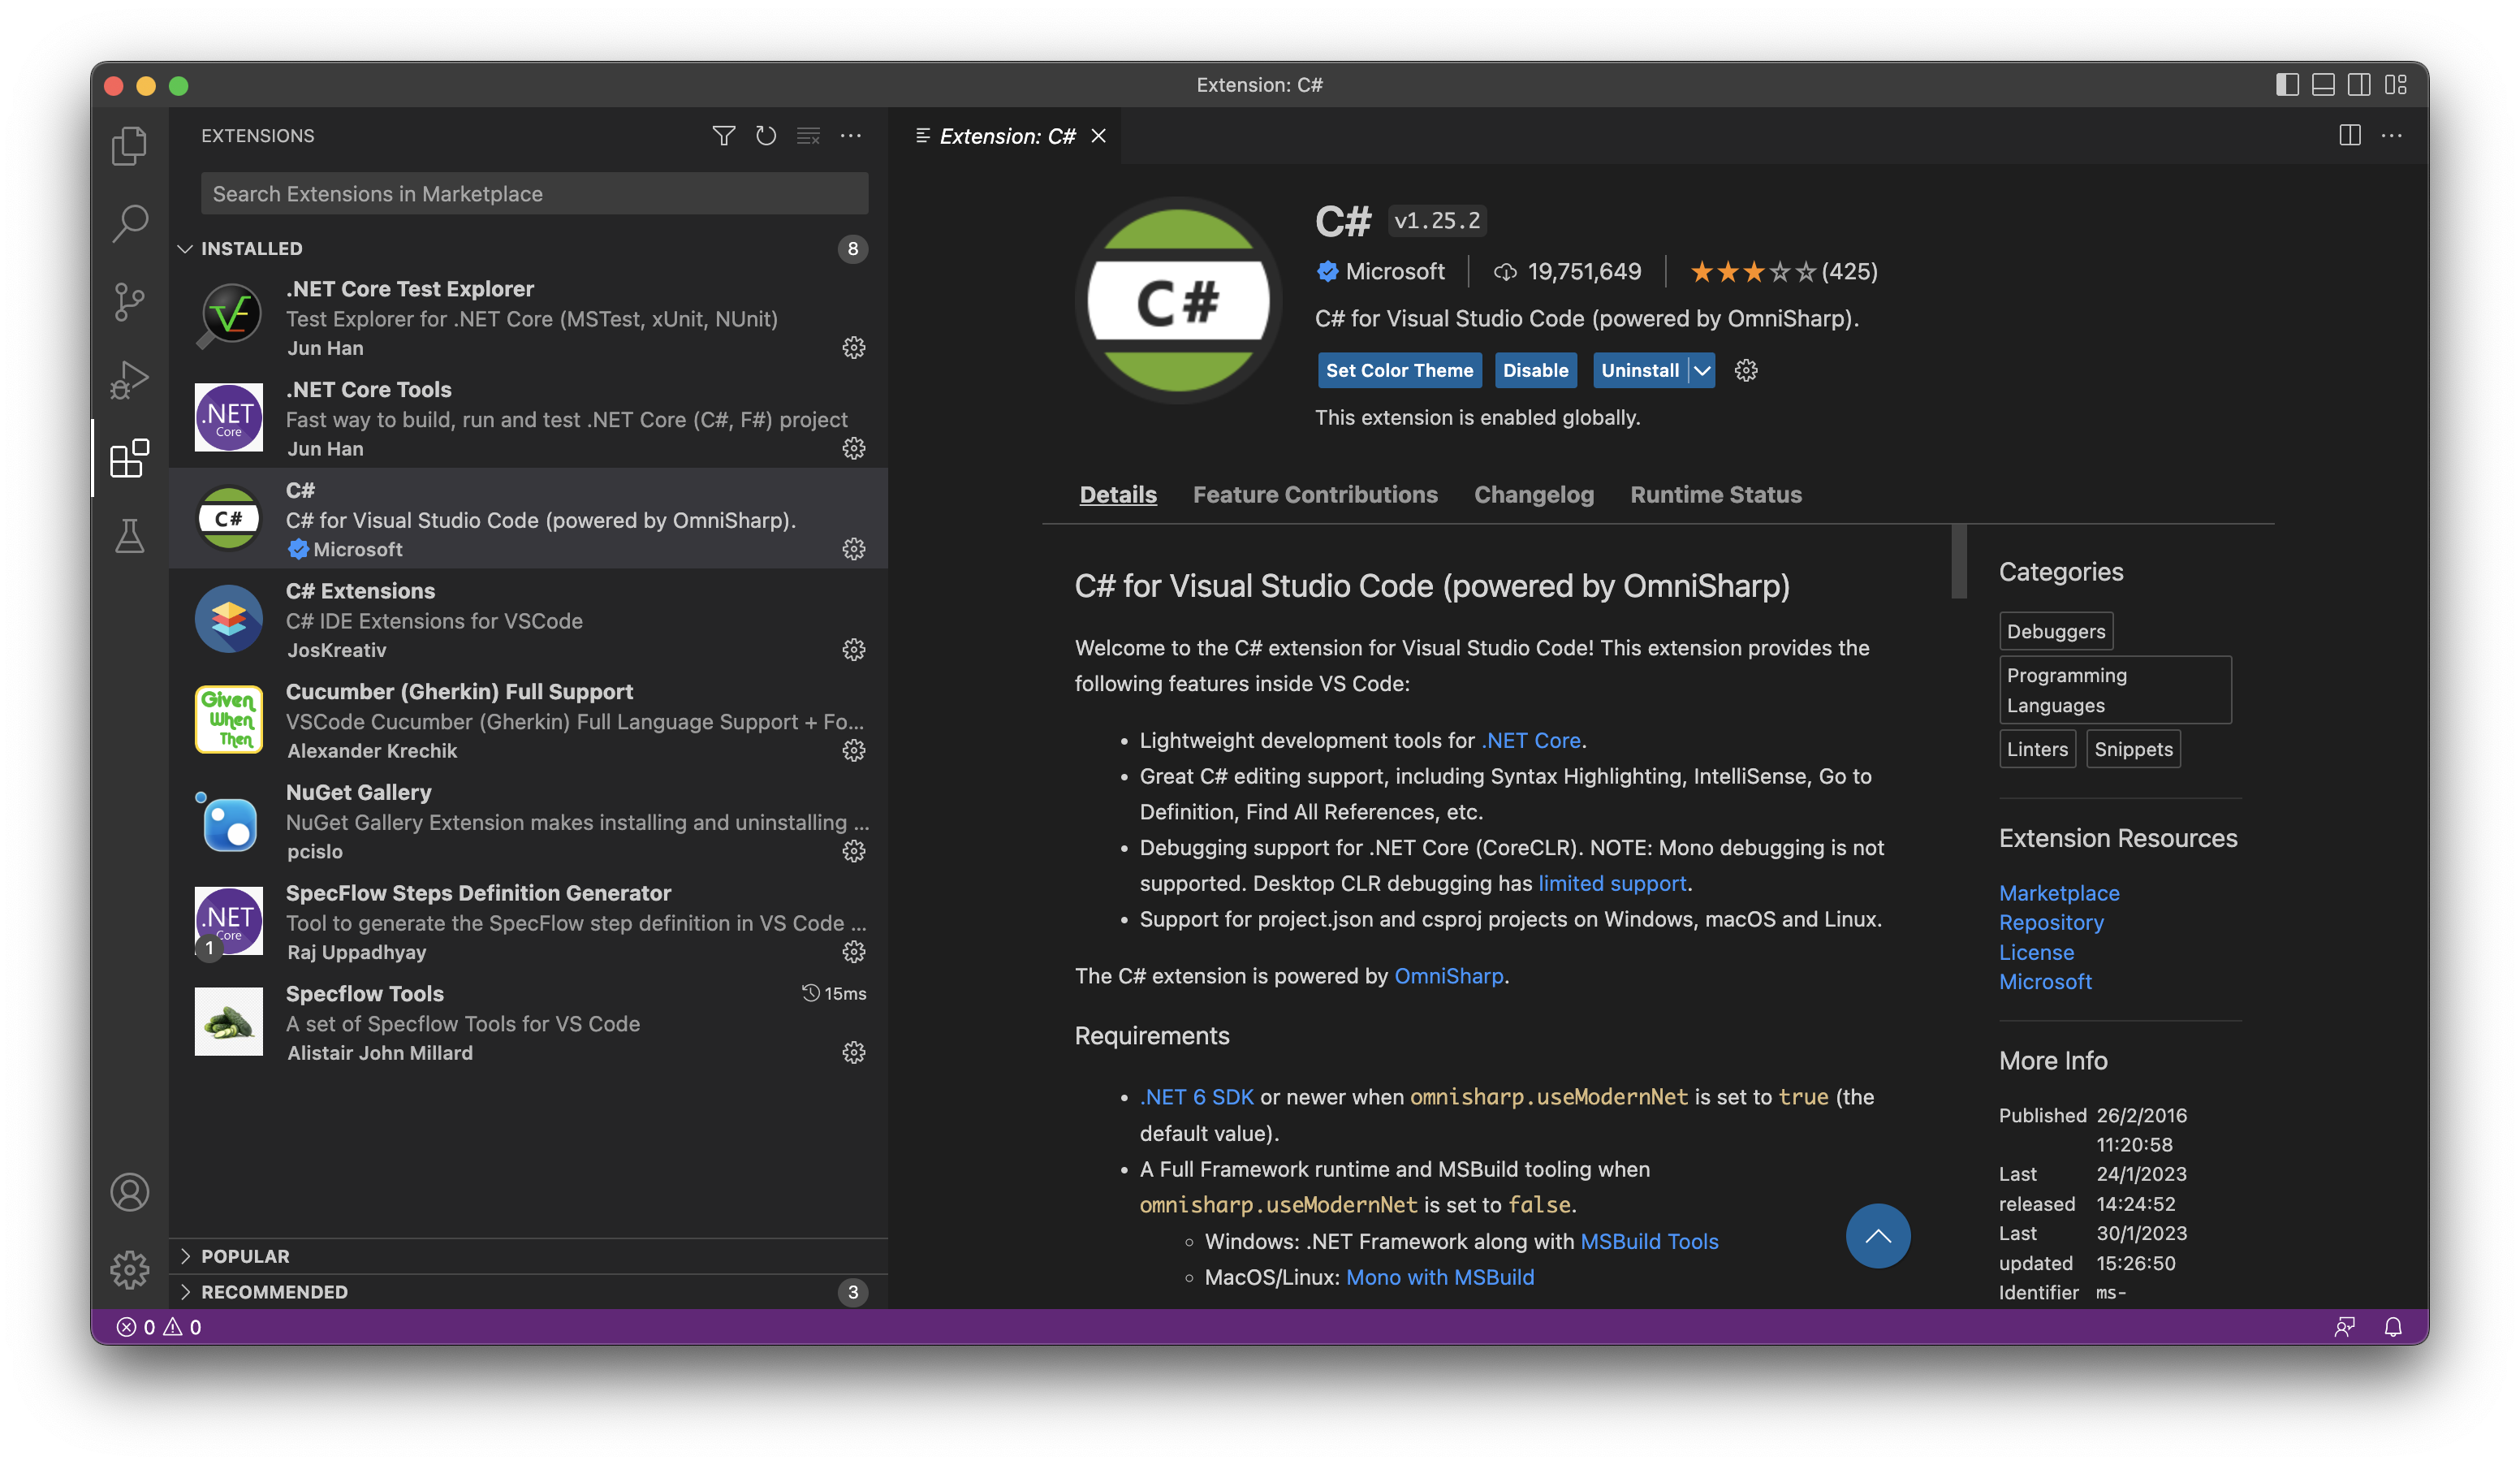 Extension: C#
EXTENSIONS
Search Extensions in Marketplace
INSTALLED 8
.NET Core Test Explorer
Test Explorer for .NET Core (MSTest, xUnit, NUnit)
Jun Han
.NET
Core
.NET Core Tools
Fast way to build, run and test .NET Core (C#, F#) project
Jun Han
C#
C#
C# for Visual Studio Code (powered by OmniSharp).
Microsoft
C# Extensions
C# IDE Extensions for VSCode
JosKreativ
Given
When
Then
Cucumber (Gherkin) Full Support
VSCode Cucumber (Gherkin) Full Language Support + Fo...
Alexander Krechik
NuGet Gallery
NuGet Gallery Extension makes installing and uninstalling ...
pcislo
.NET
Core
1
SpecFlow Steps Definition Generator
Tool to generate the SpecFlow step definition in VS Code ...
Raj Uppadhyay
Specflow Tools 15ms
A set of Specflow Tools for VS Code
Alistair John Millard
POPULAR
RECOMMENDED 3
Extension: C#
C#
C# v1.25.2
Microsoft 19,751,649 (425)
C# for Visual Studio Code (powered by OmniSharp).
Set Color Theme Disable Uninstall
This extension is enabled globally.
Details Feature Contributions Changelog Runtime Status
C# for Visual Studio Code (powered by OmniSharp)
Welcome to the C# extension for Visual Studio Code! This extension provides the
following features inside VS Code:
• Lightweight development tools for .NET Core.
• Great C# editing support, including Syntax Highlighting, IntelliSense, Go to
Definition, Find All References, etc.
• Debugging support for .NET Core (CoreCLR). NOTE: Mono debugging is not
supported. Desktop CLR debugging has limited support.
• Support for project.json and csproj projects on Windows, macOS and Linux.
The C# extension is powered by OmniSharp.
Requirements
• .NET 6 SDK or newer when omnisharp.useModernNet is set to true (the
default value).
• A Full Framework runtime and MSBuild tooling when
omnisharp.useModernNet is set to false.
◦ Windows: .NET Framework along with MSBuild Tools
◦ MacOS/Linux: Mono with MSBuild
Categories
Debuggers
Programming
Languages
Linters Snippets
Extension Resources
Marketplace
Repository
License
Microsoft
More Info
Published 26/2/2016
11:20:58
Last 24/1/2023
released 14:24:52
Last 30/1/2023
updated 15:26:50
Identifier ms-
0 0